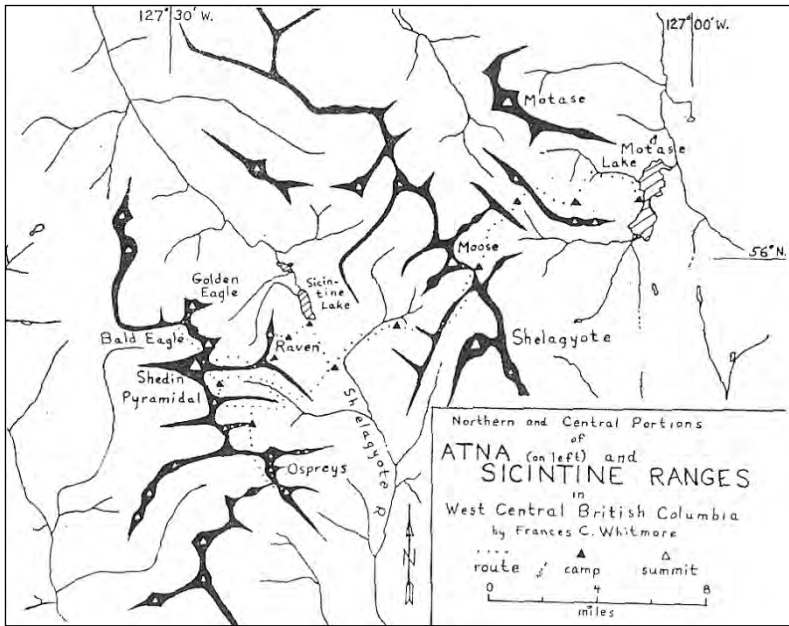 127° 30' W.
127° 00' W.
Motase
Motase
Lake
Moose
56° N.
Golden
Eagle
Sicin-
tine
Lake
Bald Eagle
Raven
Shelagyote
Shedin
Pyramidal
Shelagyote R.
Ospreys
N
Northern and Central Portions
of
ATNA (on left) and
SICINTINE RANGES
in
West Central British Columbia
by Frances C. Whitmore
route camp summit
0 4 8
miles